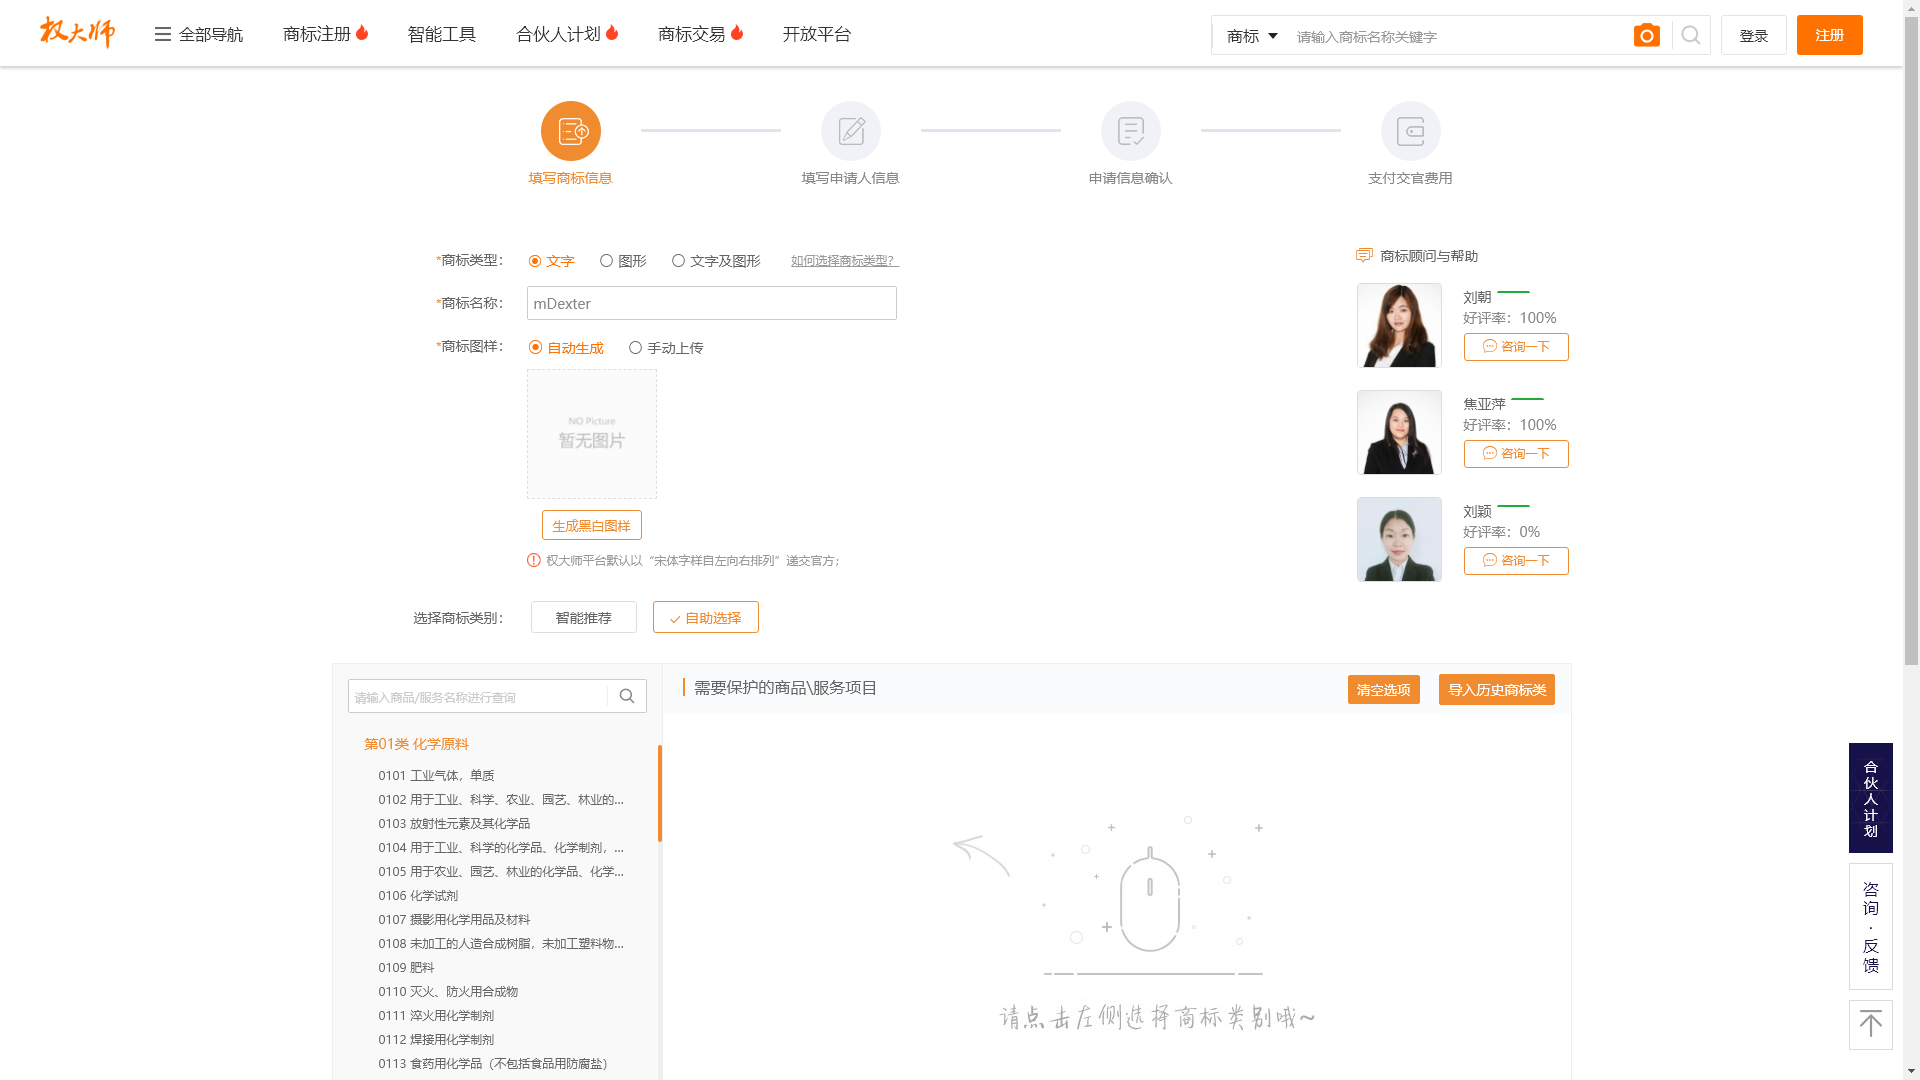 权大师
全部导航
商标注册
智能工具
合伙人计划
商标交易
开放平台
商标
请输入商标名称关键字
登录
注册
填写商标信息
填写申请人信息
申请信息确认
支付交官费用
*商标类型：
文字
图形
文字及图形
如何选择商标类型？
*商标名称：
mDexter
*商标图样：
自动生成
手动上传
NO Picture
暂无图片
生成黑白图样
权大师平台默认以“宋体字样自左向右排列”递交官方；
商标顾问与帮助
刘朝
好评率：100%
咨询一下
焦亚萍
好评率：100%
咨询一下
刘颖
好评率：0%
咨询一下
选择商标类别：
智能推荐
自助选择
请输入商品/服务名称进行查询
第01类 化学原料
0101 工业气体，单质
0102 用于工业、科学、农业、园艺、林业的...
0103 放射性元素及其化学品
0104 用于工业、科学的化学品、化学制剂，...
0105 用于农业、园艺、林业的化学品、化学...
0106 化学试剂
0107 摄影用化学用品及材料
0108 未加工的人造合成树脂，未加工塑料物...
0109 肥料
0110 灭火、防火用合成物
0111 淬火用化学制剂
0112 焊接用化学制剂
0113 食药用化学品（不包括食品用防腐盐）
需要保护的商品\服务项目
清空选项
导入历史商标类
请点击左侧选择商标类别哦~
合伙人计划
咨询·反馈